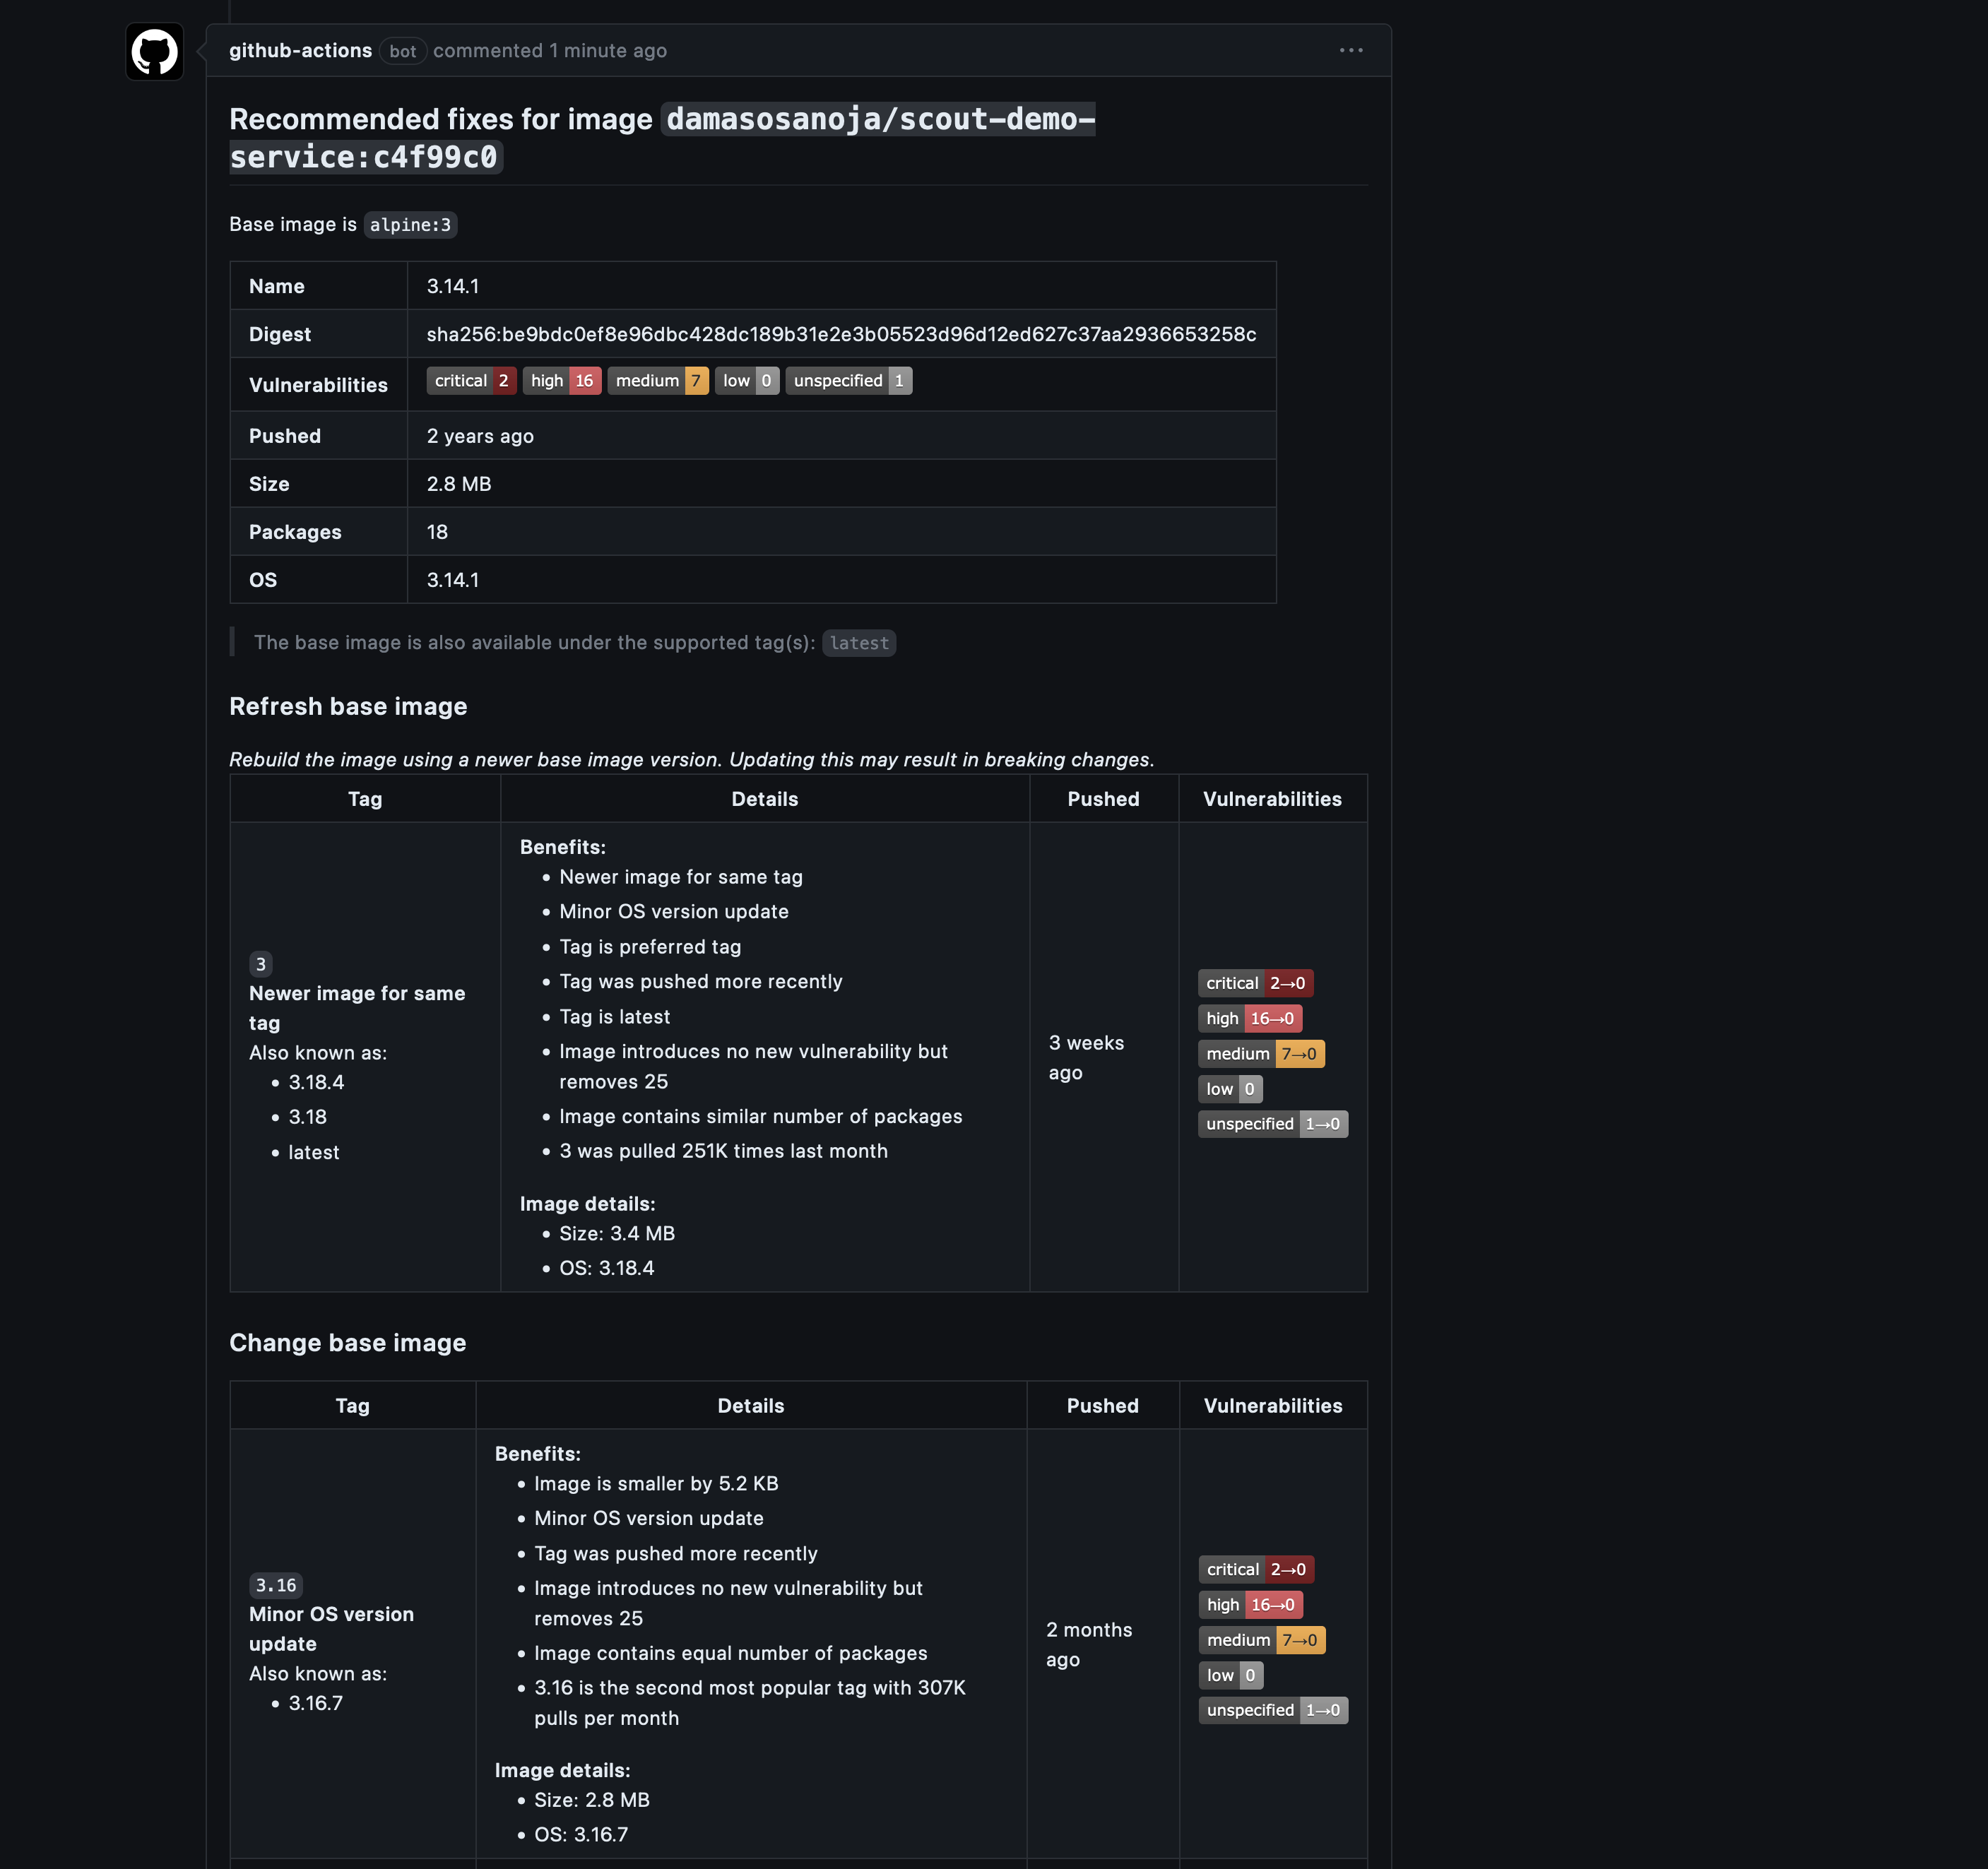 github-actions bot commented 1 minute ago
Recommended fixes for image damasosanoja/scout-demo-
service:c4f99c0
Base image is alpine:3
Name 3.14.1
Digest sha256:be9bdc0ef8e96dbc428dc189b31e2e3b05523d96d12ed627c37aa2936653258c
Vulnerabilities critical 2 high 16 medium 7 low 0 unspecified 1
Pushed 2 years ago
Size 2.8 MB
Packages 18
OS 3.14.1
The base image is also available under the supported tag(s): latest
Refresh base image
Rebuild the image using a newer base image version. Updating this may result in breaking changes.
Tag Details Pushed Vulnerabilities
3
Newer image for same
tag
Also known as:
• 3.18.4
• 3.18
• latest
Benefits:
• Newer image for same tag
• Minor OS version update
• Tag is preferred tag
• Tag was pushed more recently
• Tag is latest
• Image introduces no new vulnerability but
removes 25
• Image contains similar number of packages
• 3 was pulled 251K times last month
Image details:
• Size: 3.4 MB
• OS: 3.18.4
3 weeks
ago
critical 2→0
high 16→0
medium 7→0
low 0
unspecified 1→0
Change base image
Tag Details Pushed Vulnerabilities
3.16
Minor OS version
update
Also known as:
• 3.16.7
Benefits:
• Image is smaller by 5.2 KB
• Minor OS version update
• Tag was pushed more recently
• Image introduces no new vulnerability but
removes 25
• Image contains equal number of packages
• 3.16 is the second most popular tag with 307K
pulls per month
Image details:
• Size: 2.8 MB
• OS: 3.16.7
2 months
ago
critical 2→0
high 16→0
medium 7→0
low 0
unspecified 1→0